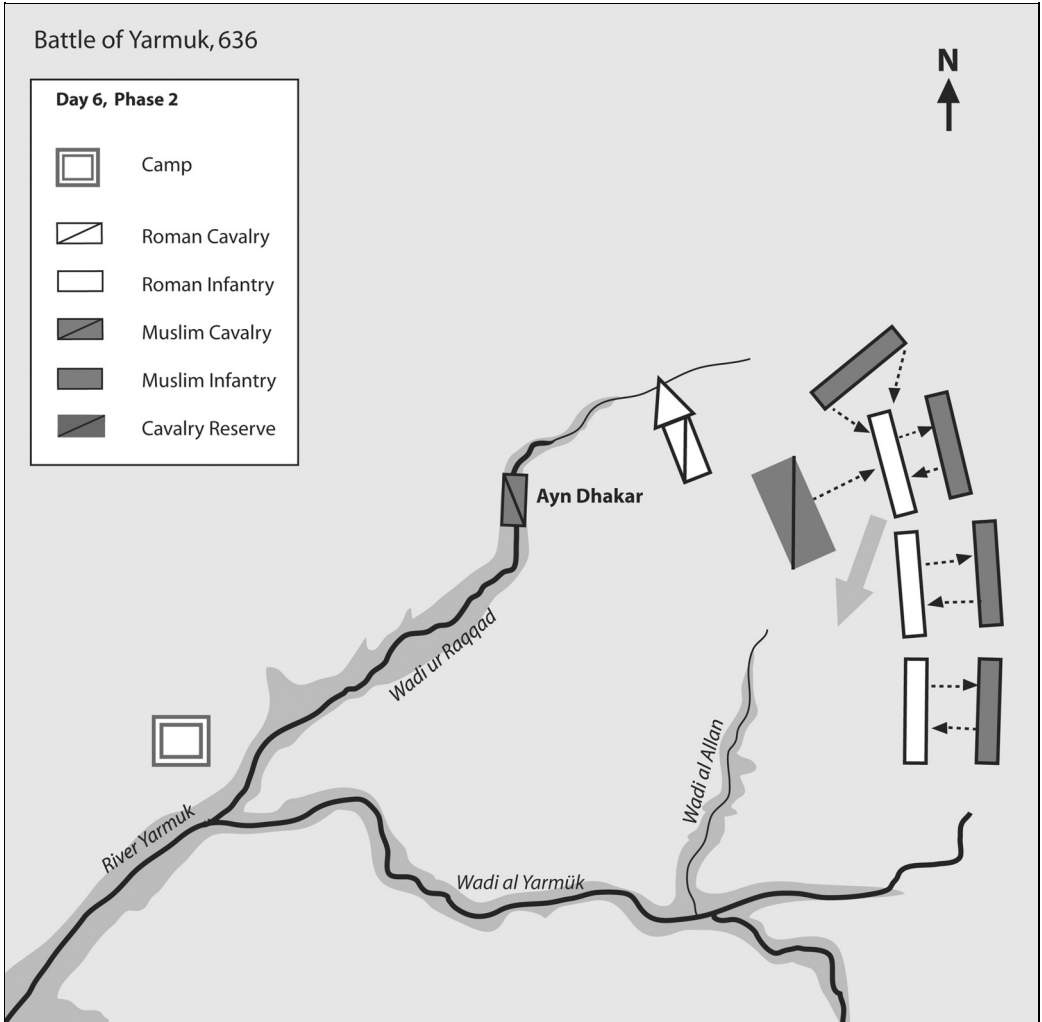 Battle of Yarmuk, 636
N
Day 6, Phase 2
Camp
Roman Cavalry
Roman Infantry
Muslim Cavalry
Muslim Infantry
Cavalry Reserve
Ayn Dhakar
Wadi ur Raqqad
Wadi al Allan
River Yarmuk
Wadi al Yarmük